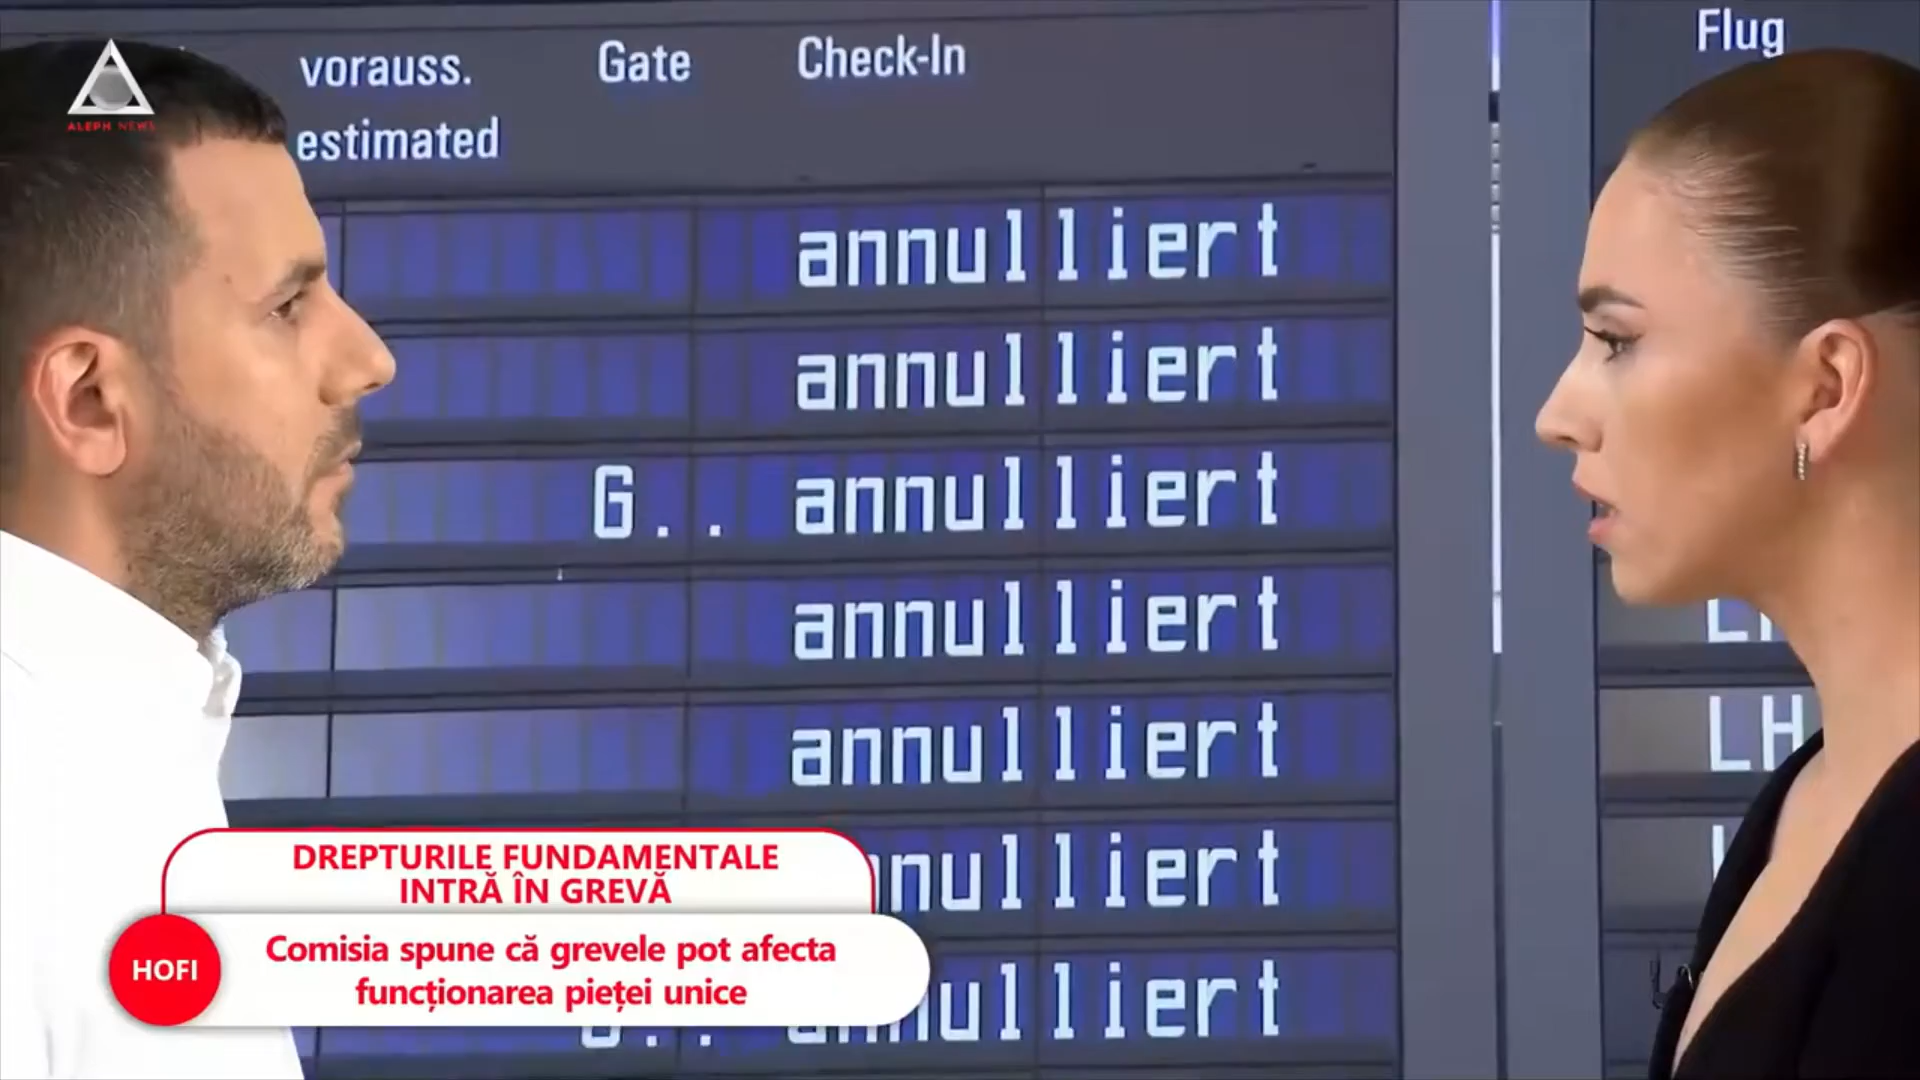 ALEPH NEWS
vorauss. Gate Check-In
estimated
Flug
annulliert
annulliert
G.. annulliert
annulliert
LH
annulliert
nnulliert
nulliert
DREPTURILE FUNDAMENTALE
INTRĂ ÎN GREVĂ
HOFI
Comisia spune că grevele pot afecta
funcționarea pieței unice